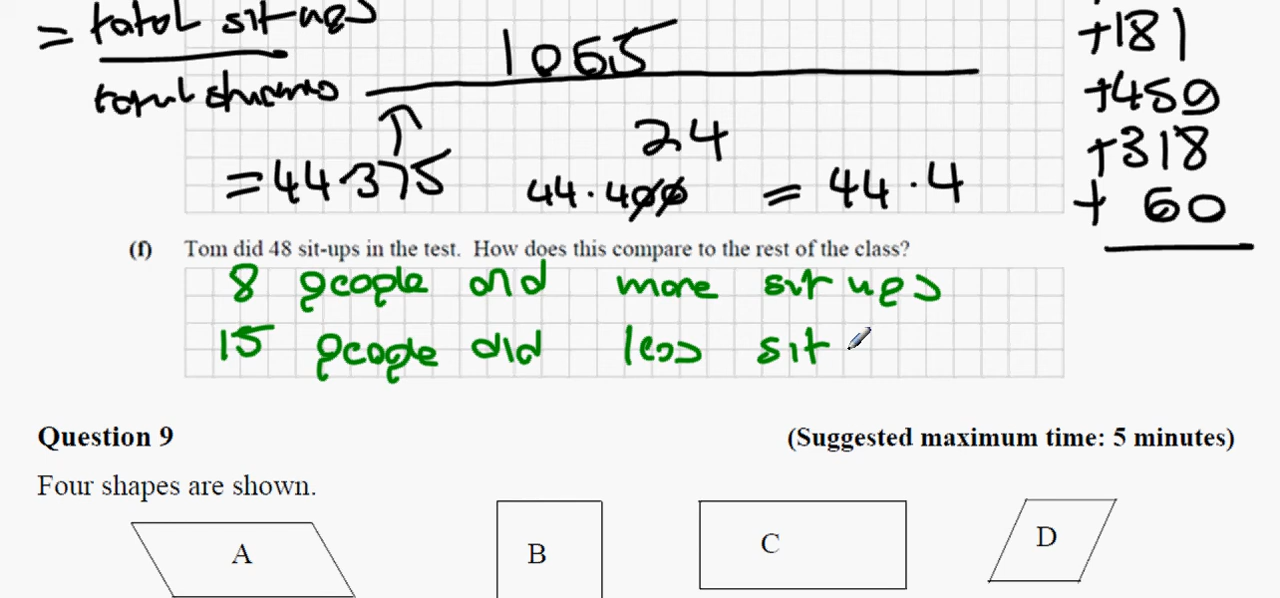 = total sit-ups
total students
1065
24
= 44.375
44.400 = 44.4
+181
+459
+318
+ 60
(f) Tom did 48 sit-ups in the test. How does this compare to the rest of the class?
8 people did more sit ups
15 people did less sit
Question 9 (Suggested maximum time: 5 minutes)
Four shapes are shown.
A B C D